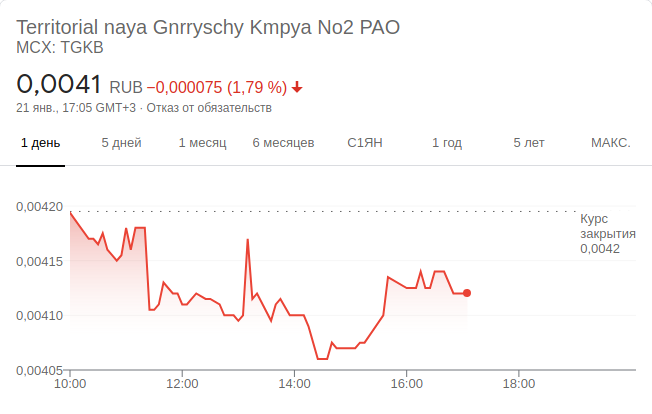 Territorial naya Gnrryschy Kmpya No2 PAO
MCX: TGKB
0,0041 RUB −0,000075 (1,79 %)
21 янв., 17:05 GMT+3 · Отказ от обязательств
1 день 5 дней 1 месяц 6 месяцев С1ЯН 1 год 5 лет МАКС.
0,00420
Курс
закрытия
0,0042
0,00415
0,00410
0,00405
10:00 12:00 14:00 16:00 18:00